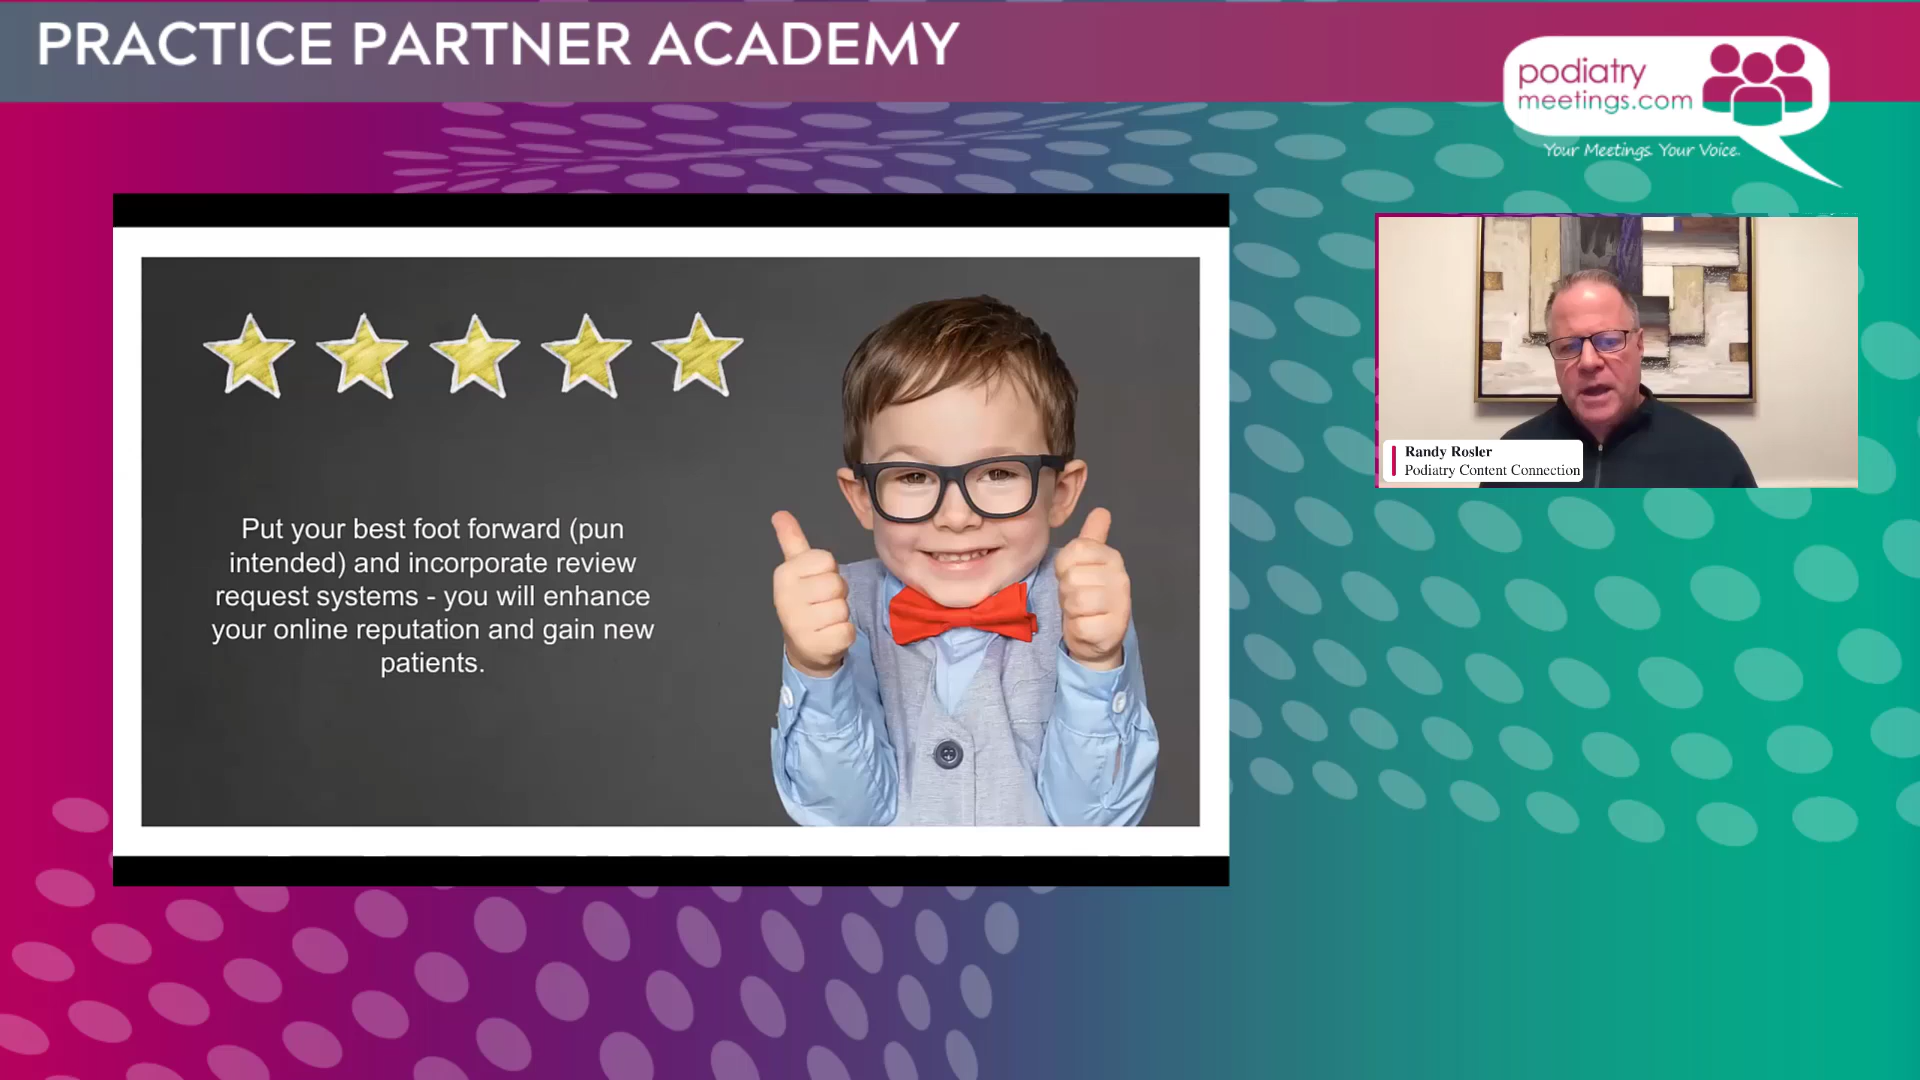 PRACTICE PARTNER ACADEMY
podiatry
meetings.com
Your Meetings. Your Voice.
Put your best foot forward (pun
intended) and incorporate review
request systems - you will enhance
your online reputation and gain new
patients.
Randy Rosler
Podiatry Content Connection